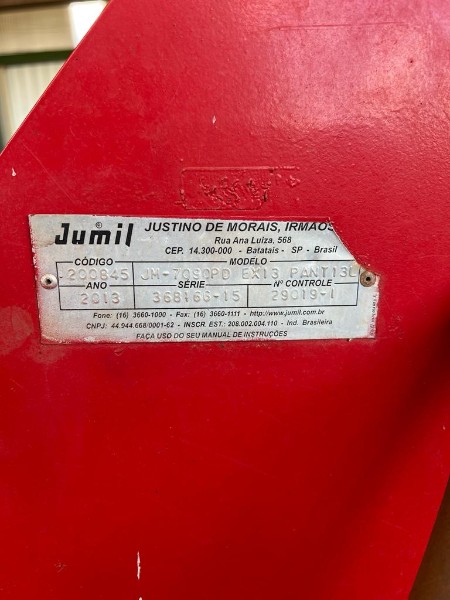 Jumil® JUSTINO DE MORAIS, IRMÃOS
Rua Ana Luiza, 568
CEP. 14.300-000 - Batatais - SP - Brasil
CÓDIGO MODELO
200845 JM-7090PD EX13 PANT13L
ANO SÉRIE Nº CONTROLE
2013 368166-15 29019-1
Fone: (16) 3660-1000 - Fax: (16) 3660-1111 - http://www.jumil.com.br
CNPJ: 44.944.668/0001-62 - INSCR. EST.: 208.002.004.110 - Ind. Brasileira
FAÇA USO DO SEU MANUAL DE INSTRUÇÕES